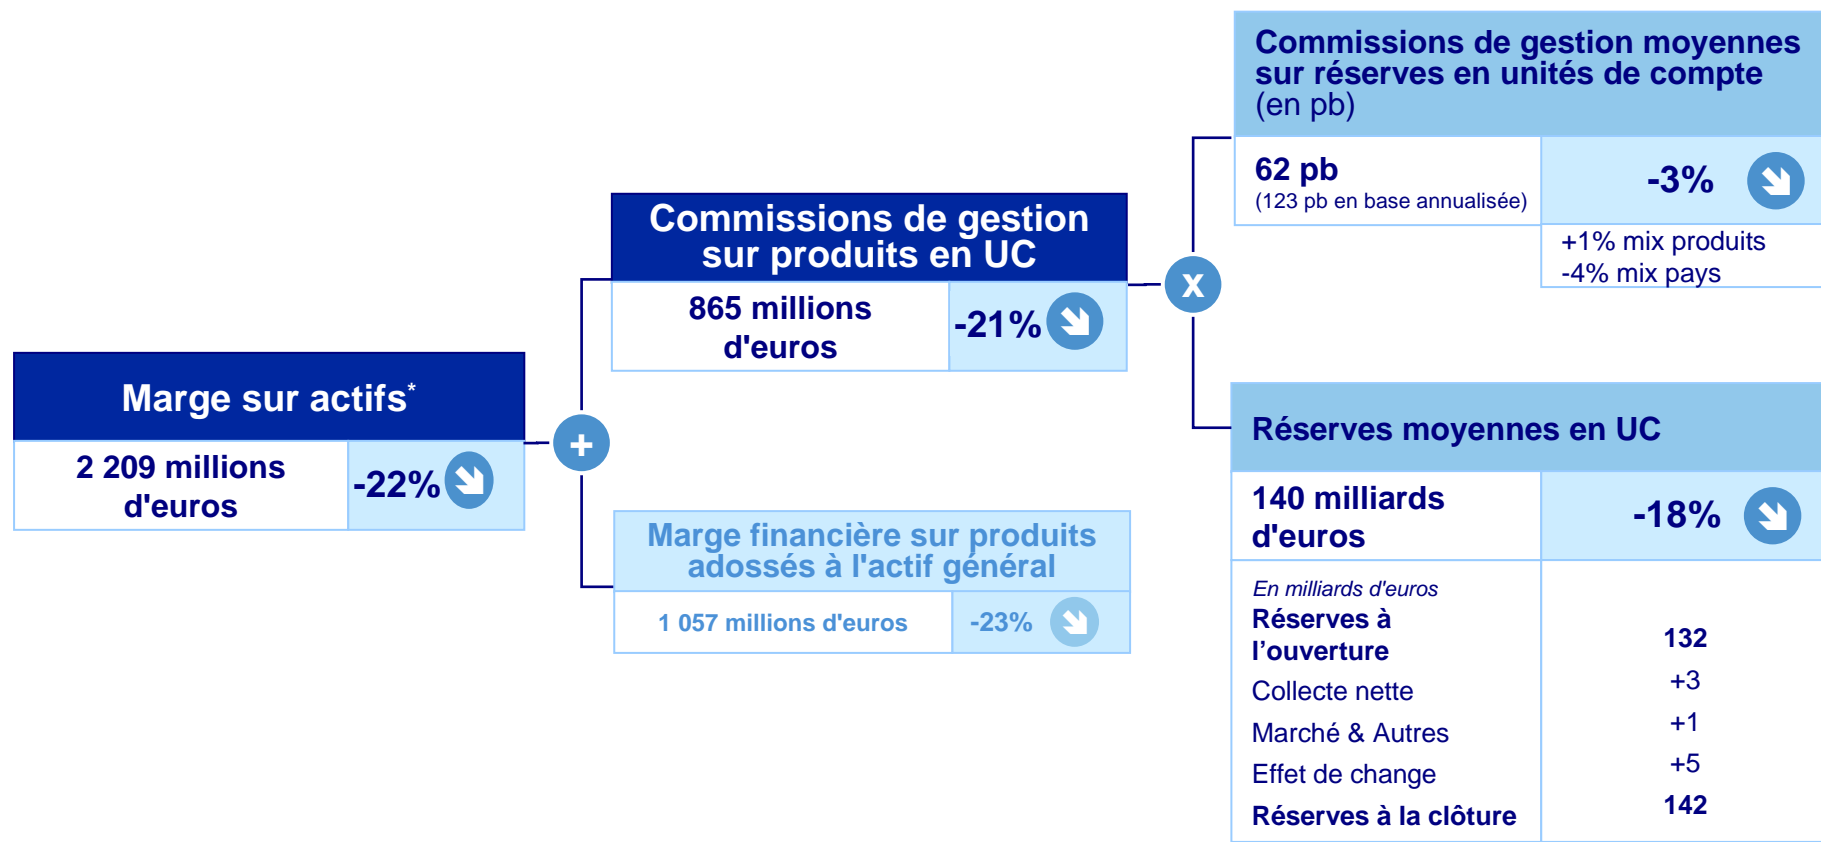 Commissions de gestion moyennes
sur réserves en unités de compte
(en pb)
62 pb
(123 pb en base annualisée)
-3%
+1% mix produits
-4% mix pays
Commissions de gestion
sur produits en UC
865 millions
d'euros
-21%
x
Marge sur actifs*
2 209 millions
d'euros
-22%
+
Réserves moyennes en UC
140 milliards
d'euros
-18%
Marge financière sur produits
adossés à l'actif général
1 057 millions d'euros
-23%
En milliards d'euros
Réserves à
l’ouverture
132
Collecte nette
+3
Marché & Autres
+1
Effet de change
+5
Réserves à la clôture
142